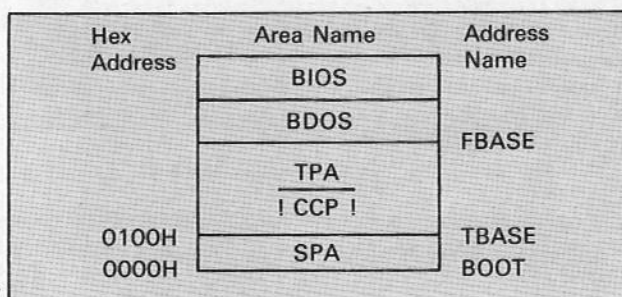 Hex Area Name Address
Address Name
BIOS
BDOS
FBASE
TPA
! CCP !
0100H TBASE
SPA
0000H BOOT